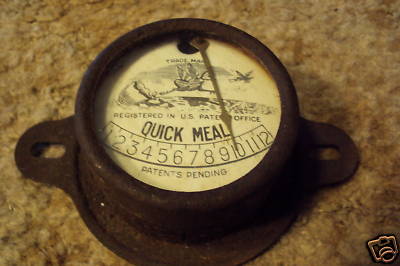 TRADE MARK
REGISTERED IN U.S. PATENT OFFICE
QUICK MEAL
1 2 3 4 5 6 7 8 9 10 11 12
PATENTS PENDING